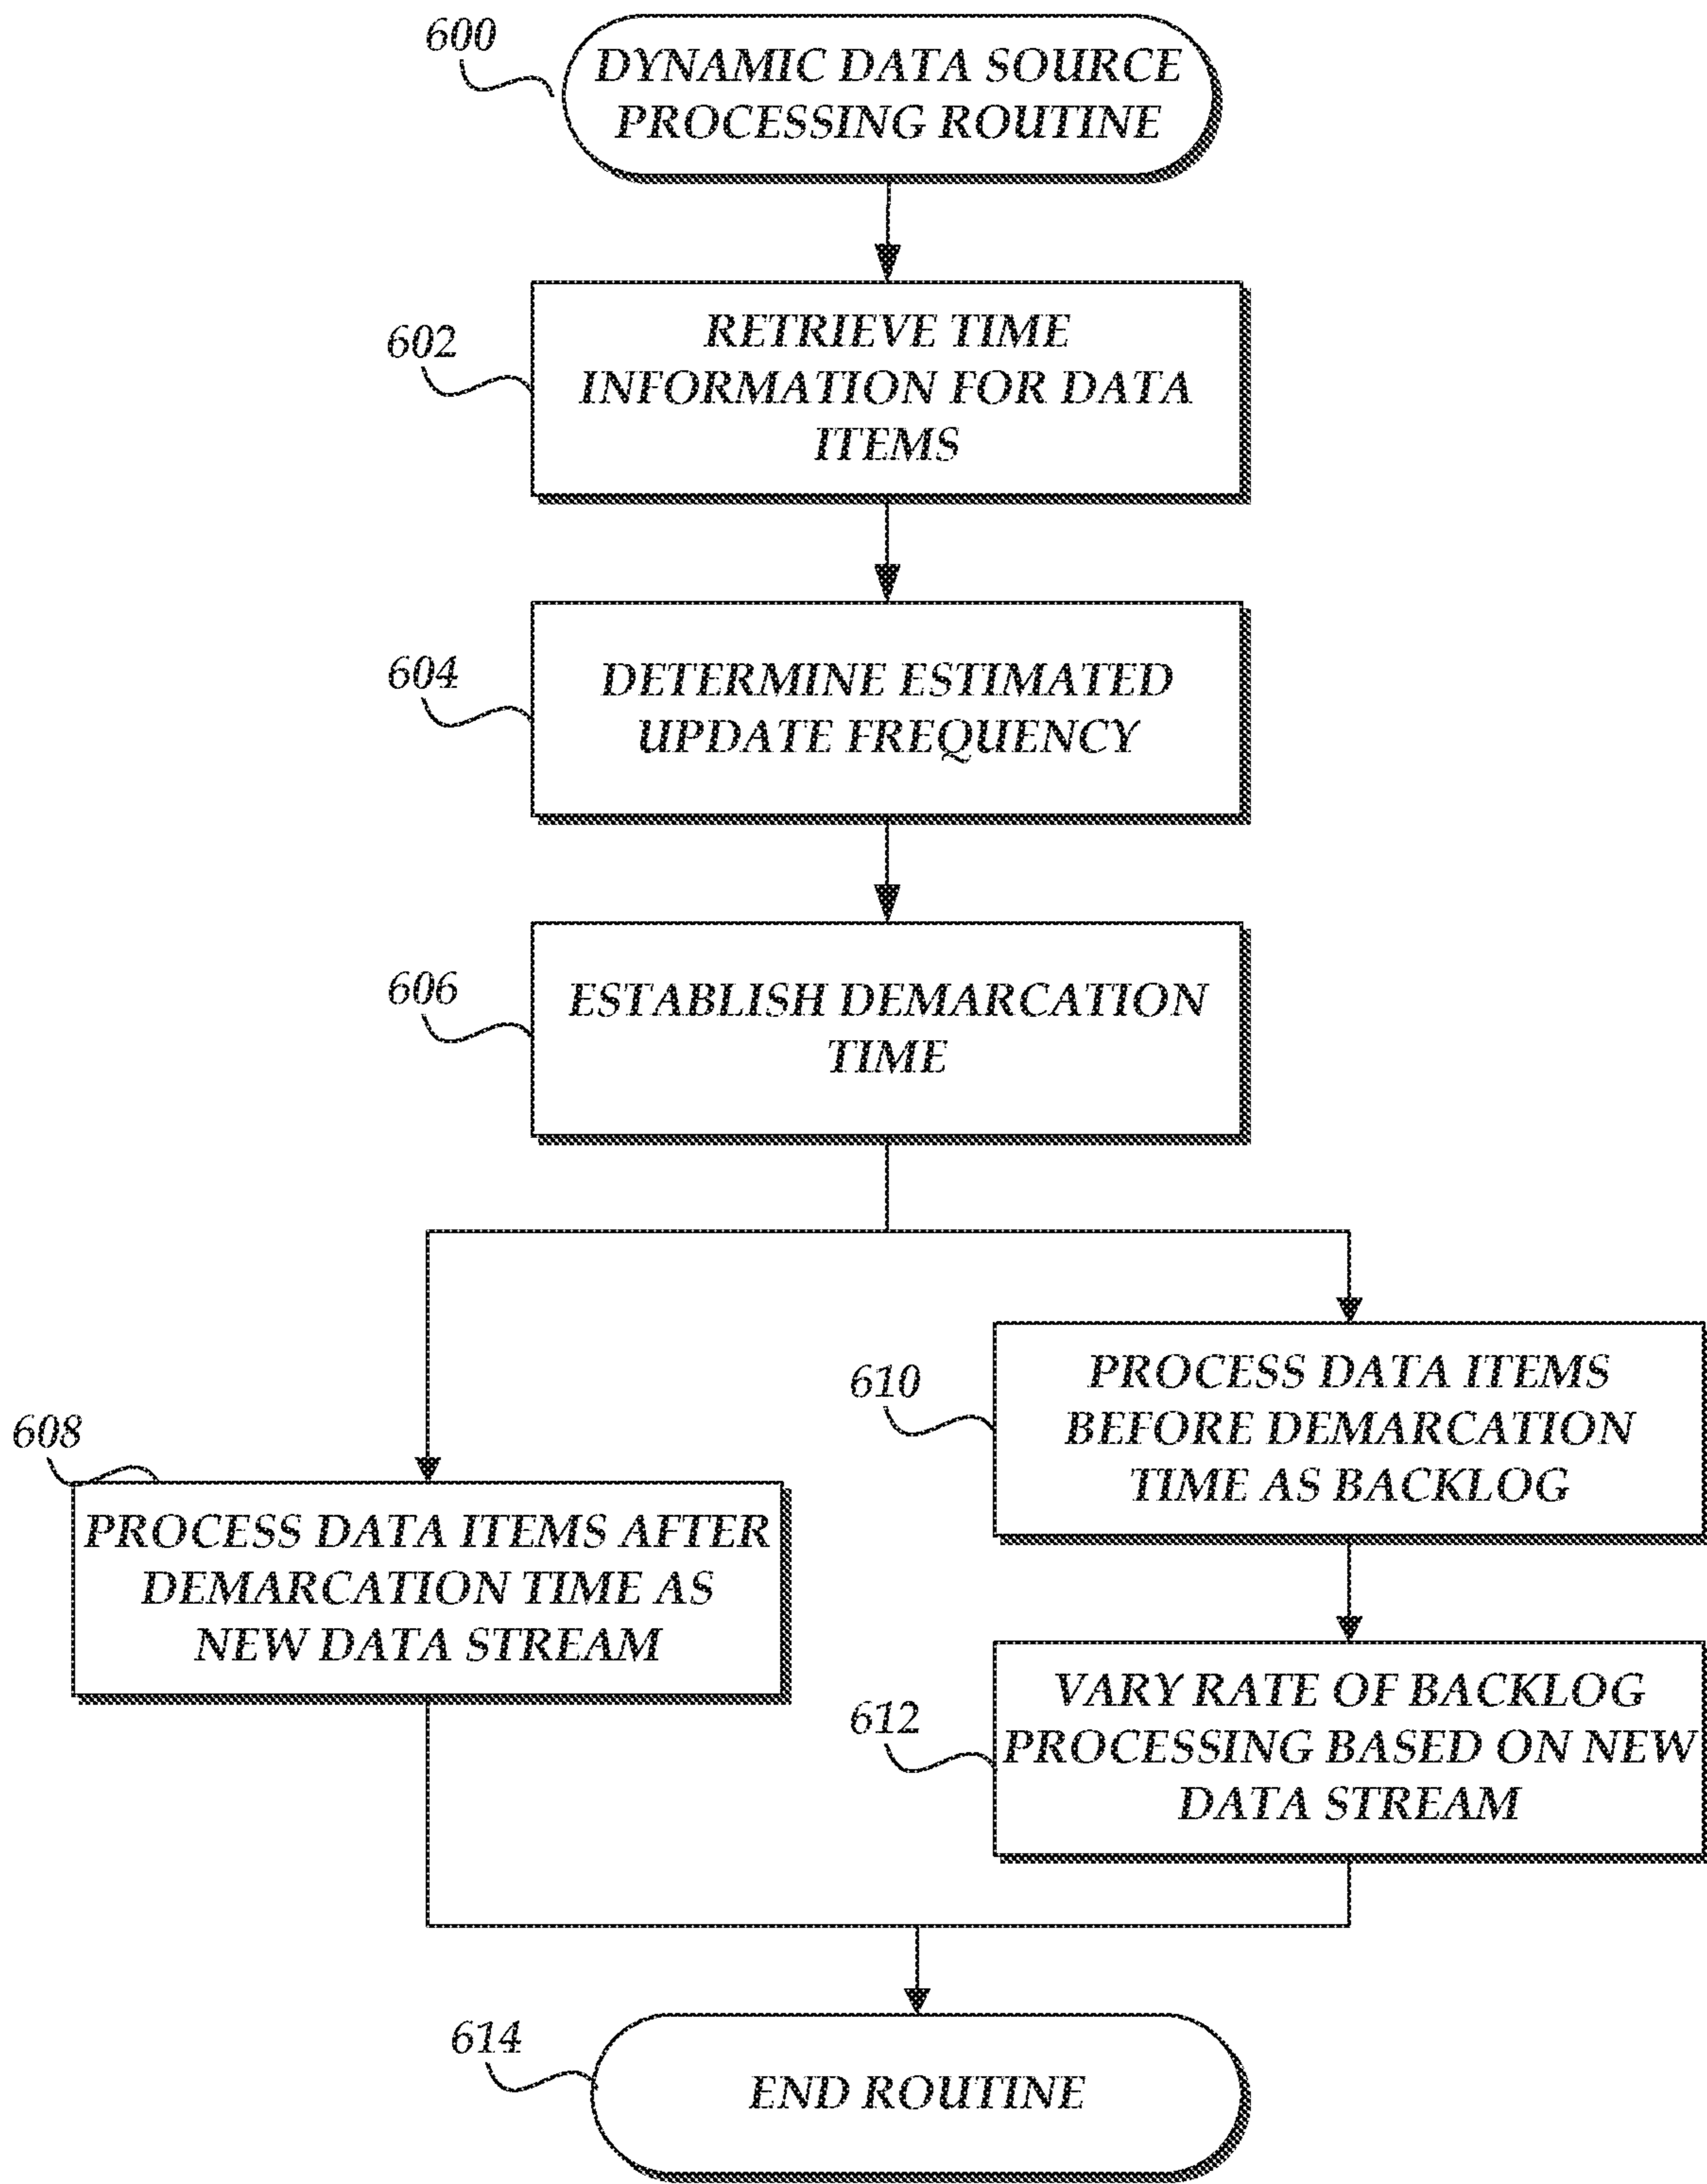 600
DYNAMIC DATA SOURCE
PROCESSING ROUTINE
602
RETRIEVE TIME
INFORMATION FOR DATA
ITEMS
604
DETERMINE ESTIMATED
UPDATE FREQUENCY
606
ESTABLISH DEMARCATION
TIME
608
PROCESS DATA ITEMS AFTER
DEMARCATION TIME AS
NEW DATA STREAM
610
PROCESS DATA ITEMS
BEFORE DEMARCATION
TIME AS BACKLOG
612
VARY RATE OF BACKLOG
PROCESSING BASED ON NEW
DATA STREAM
614
END ROUTINE